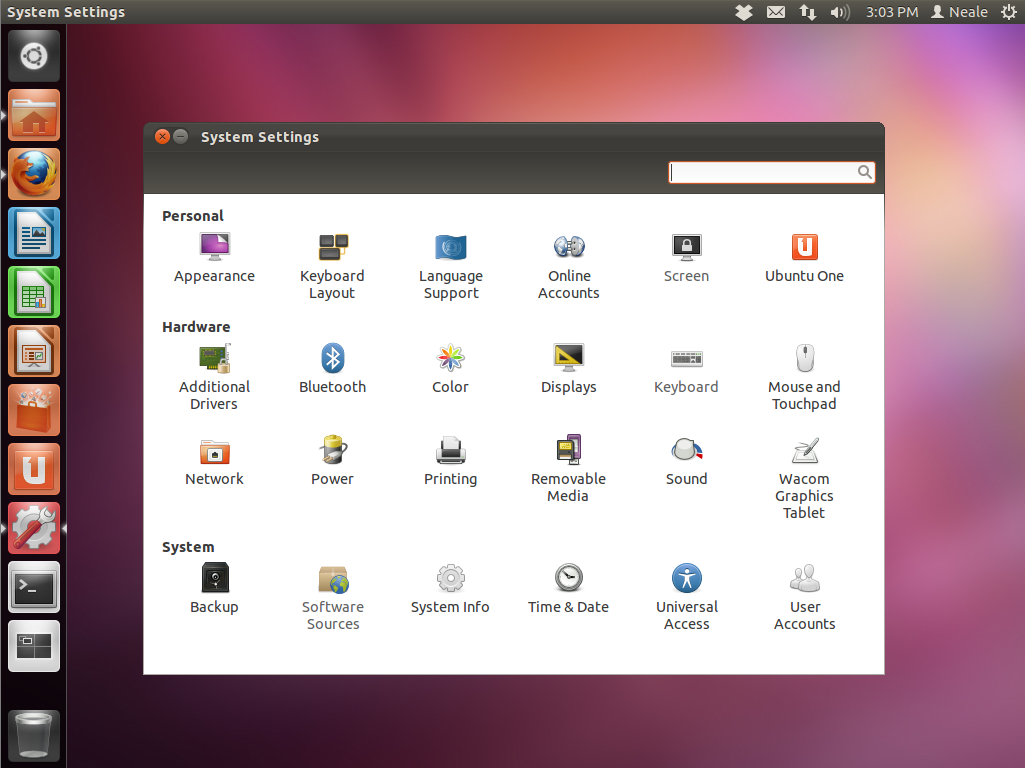 System Settings
3:03 PM Neale
System Settings
Personal
Appearance
Keyboard
Layout
Language
Support
Online
Accounts
Screen
Ubuntu One
Hardware
Additional
Drivers
Bluetooth
Color
Displays
Keyboard
Mouse and
Touchpad
Network
Power
Printing
Removable
Media
Sound
Wacom
Graphics
Tablet
System
Backup
Software
Sources
System Info
Time & Date
Universal
Access
User
Accounts